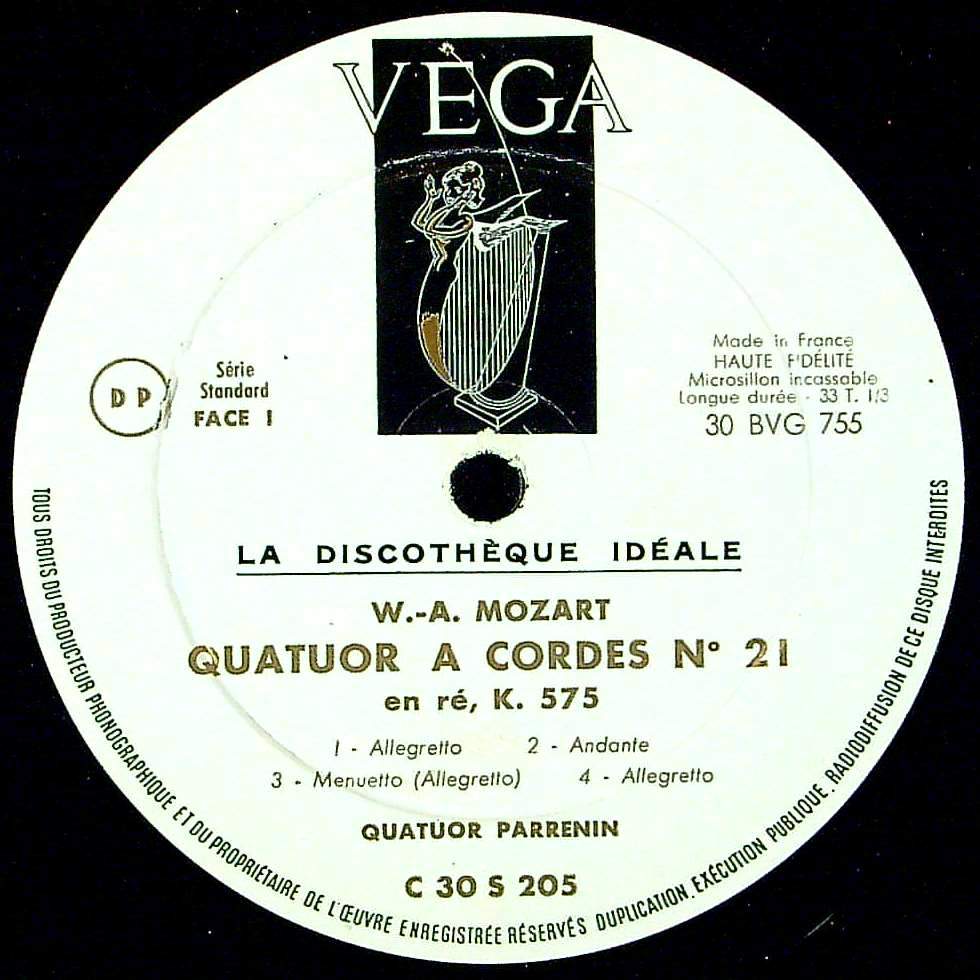 VÉGA
DP
Série
Standard
FACE 1
Made in France
HAUTE FIDÉLITÉ
Microsillon incassable
Longue durée - 33 T. 1/3
30 BVG 755
LA DISCOTHÈQUE IDÉALE
W.-A. MOZART
QUATUOR A CORDES N° 21
en ré, K. 575
1 - Allegretto 2 - Andante
3 - Menuetto (Allegretto) 4 - Allegretto
QUATUOR PARRENIN
C 30 S 205
TOUS DROITS DU PRODUCTEUR PHONOGRAPHIQUE ET DU PROPRIÉTAIRE DE L'ŒUVRE ENREGISTRÉE RÉSERVÉS DUPLICATION. EXÉCUTION PUBLIQUE. RADIODIFFUSION DE CE DISQUE INTERDITES